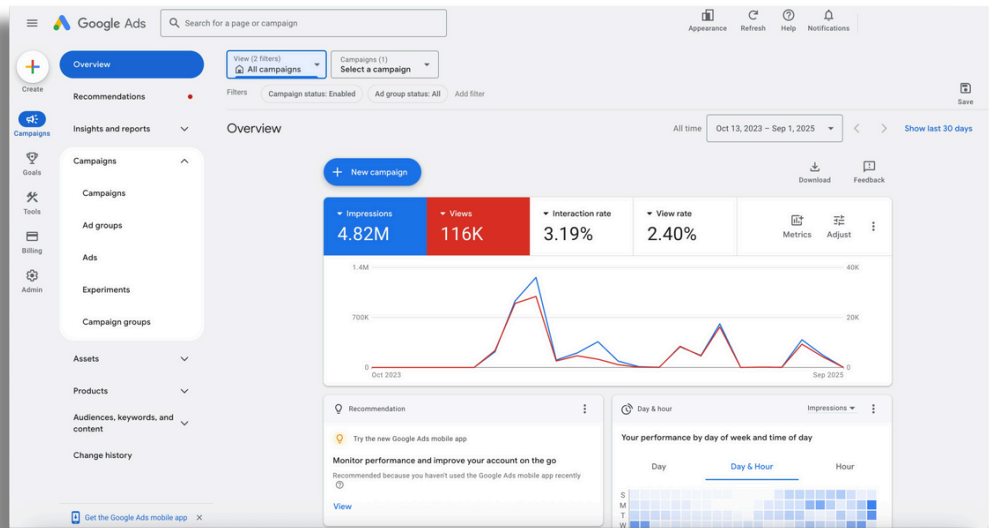 Google Ads
Search for a page or campaign
Appearance
Refresh
Help
Notifications
Create
Campaigns
Goals
Tools
Billing
Admin
Overview
Recommendations
Insights and reports
Campaigns
Campaigns
Ad groups
Ads
Experiments
Campaign groups
Assets
Products
Audiences, keywords, and
content
Change history
Get the Google Ads mobile app
View (2 filters)
All campaigns
Campaigns (1)
Select a campaign
Filters
Campaign status: Enabled
Ad group status: All
Add filter
Save
Overview
All time
Oct 13, 2023 – Sep 1, 2025
Show last 30 days
New campaign
Download
Feedback
Impressions
4.82M
Views
116K
Interaction rate
3.19%
View rate
2.40%
Metrics
Adjust
1.4M
40K
700K
20K
0
0
Oct 2023
Sep 2025
Recommendation
Try the new Google Ads mobile app
Monitor performance and improve your account on the go
Recommended because you haven't used the Google Ads mobile app recently
View
Day & hour
Impressions
Your performance by day of week and time of day
Day
Day & Hour
Hour
S
M
T
W